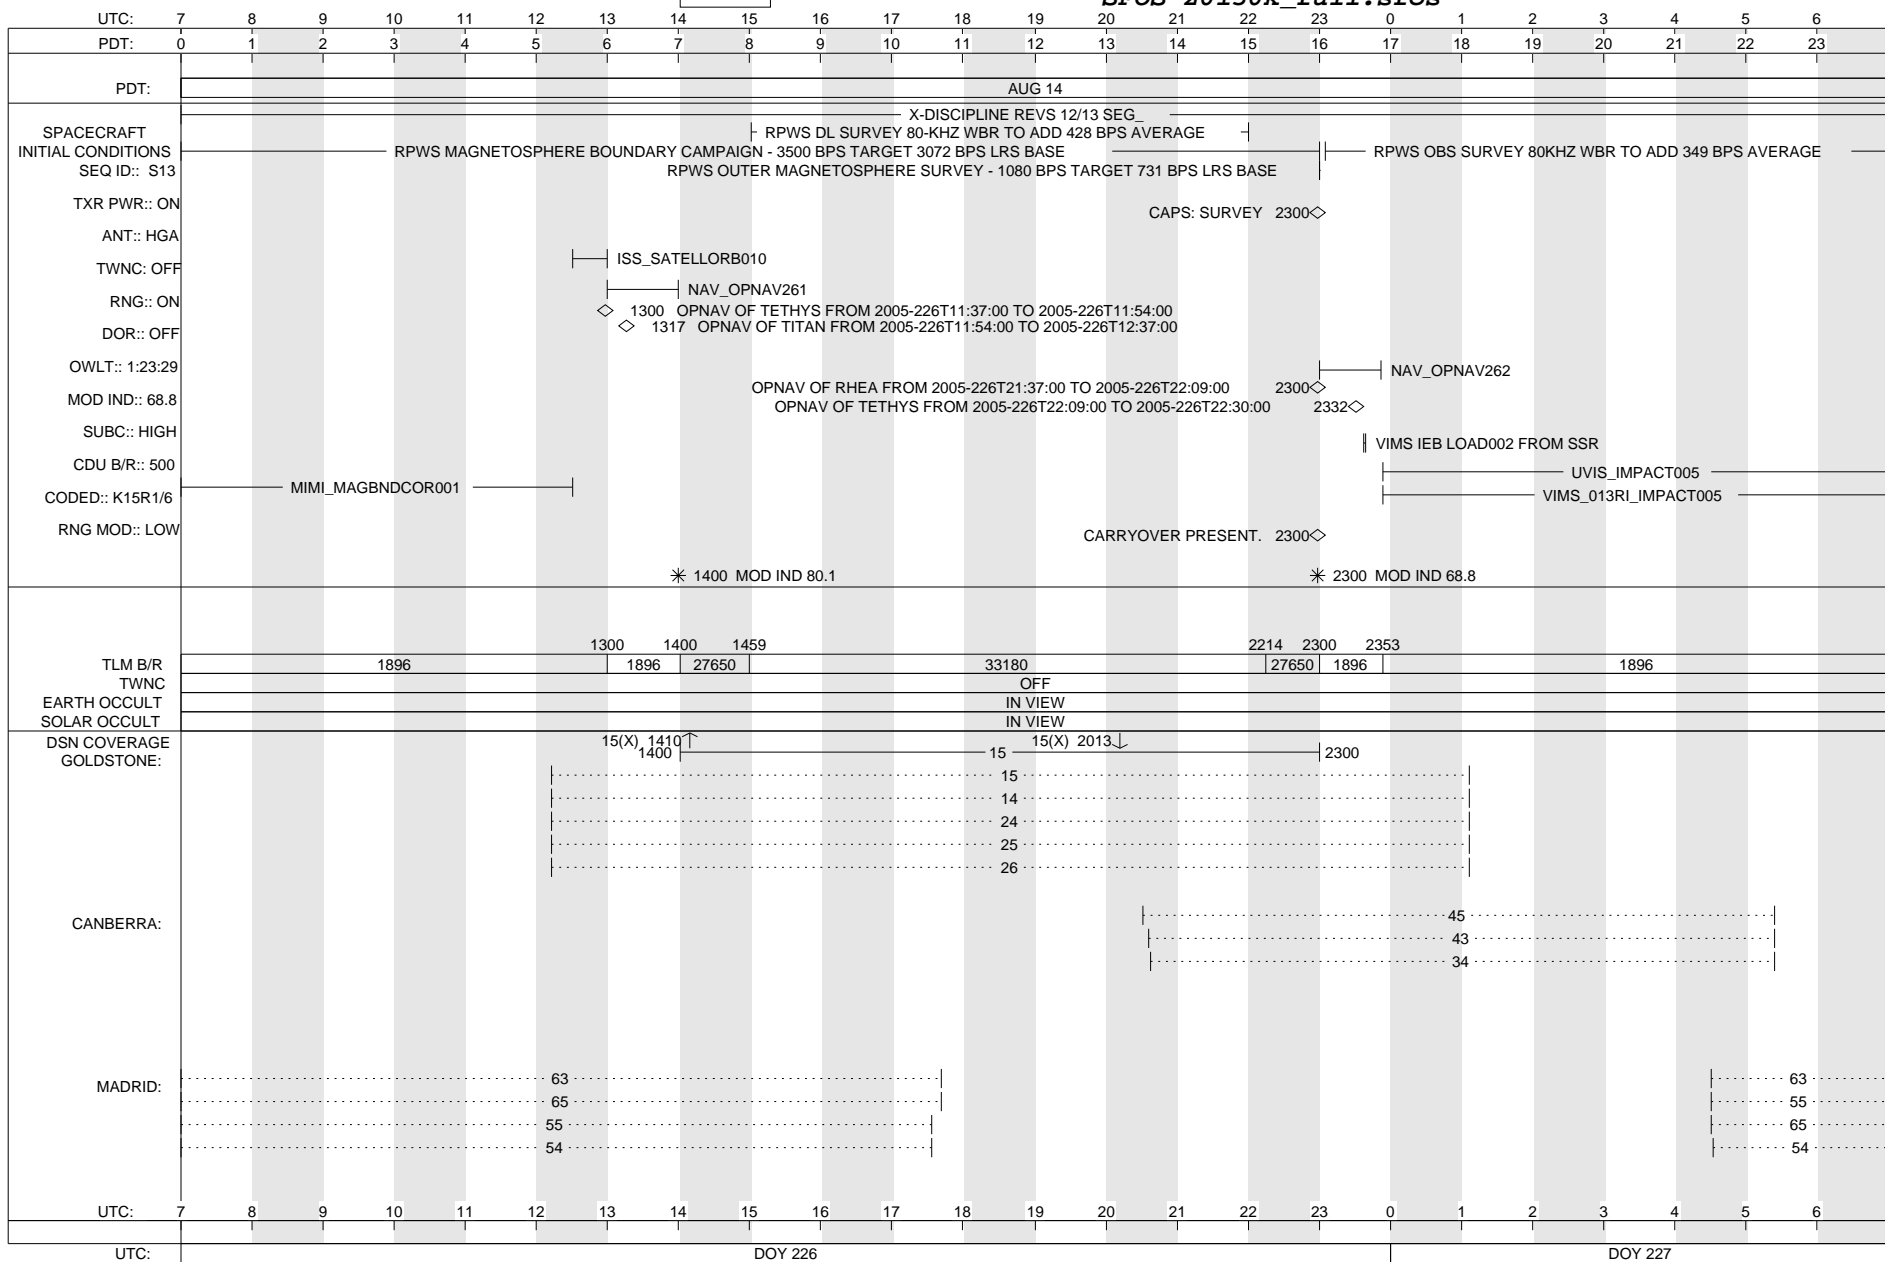 SFOS 20150R_full.sfos
UTC: 7 8 9 10 11 12 13 14 15 16 17 18 19 20 21 22 23 0 1 2 3 4 5 6
PDT: 0 1 2 3 4 5 6 7 8 9 10 11 12 13 14 15 16 17 18 19 20 21 22 23
PDT: AUG 14
X-DISCIPLINE REVS 12/13 SEG_
SPACECRAFT RPWS DL SURVEY 80-KHZ WBR TO ADD 428 BPS AVERAGE
INITIAL CONDITIONS RPWS MAGNETOSPHERE BOUNDARY CAMPAIGN - 3500 BPS TARGET 3072 BPS LRS BASE RPWS OBS SURVEY 80KHZ WBR TO ADD 349 BPS AVERAGE
SEQ ID:: S13 RPWS OUTER MAGNETOSPHERE SURVEY - 1080 BPS TARGET 731 BPS LRS BASE
TXR PWR:: ON
CAPS: SURVEY 2300
ANT:: HGA
ISS_SATELLORB010
TWNC: OFF
NAV_OPNAV261
RNG:: ON
1300 OPNAV OF TETHYS FROM 2005-226T11:37:00 TO 2005-226T11:54:00
1317 OPNAV OF TITAN FROM 2005-226T11:54:00 TO 2005-226T12:37:00
DOR:: OFF
OWLT:: 1:23:29 NAV_OPNAV262
OPNAV OF RHEA FROM 2005-226T21:37:00 TO 2005-226T22:09:00 2300
MOD IND:: 68.8
OPNAV OF TETHYS FROM 2005-226T22:09:00 TO 2005-226T22:30:00 2332
SUBC:: HIGH
VIMS IEB LOAD002 FROM SSR
CDU B/R:: 500
UVIS_IMPACT005
MIMI_MAGBNDCOR001
CODED:: K15R1/6 VIMS_013RI_IMPACT005
RNG MOD:: LOW
CARRYOVER PRESENT. 2300
1400 MOD IND 80.1 2300 MOD IND 68.8
1300 1400 1459 2214 2300 2353
TLM B/R 1896 1896 27650 33180 27650 1896 1896
TWNC OFF
EARTH OCCULT IN VIEW
SOLAR OCCULT IN VIEW
DSN COVERAGE 15(X) 1410 15(X) 2013
GOLDSTONE: 1400 15 2300
15
14
24
25
26
CANBERRA: 45
43
34
MADRID: 63 63
65 55
55 65
54 54
UTC: 7 8 9 10 11 12 13 14 15 16 17 18 19 20 21 22 23 0 1 2 3 4 5 6
UTC: DOY 226 DOY 227